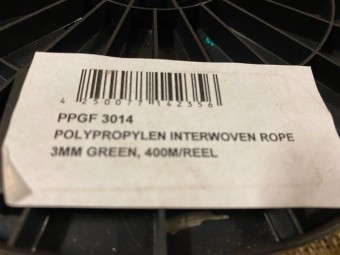 4 250077 142356
PPGF 3014
POLYPROPYLEN INTERWOVEN ROPE
3MM GREEN, 400M/REEL